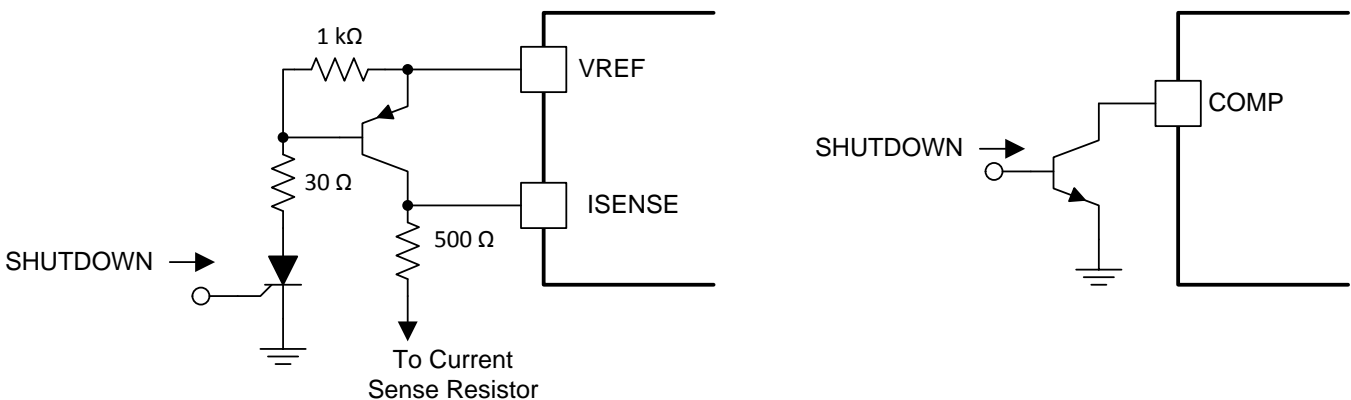 1 kΩ
VREF
30 Ω
ISENSE
500 Ω
SHUTDOWN
To Current
Sense Resistor
COMP
SHUTDOWN